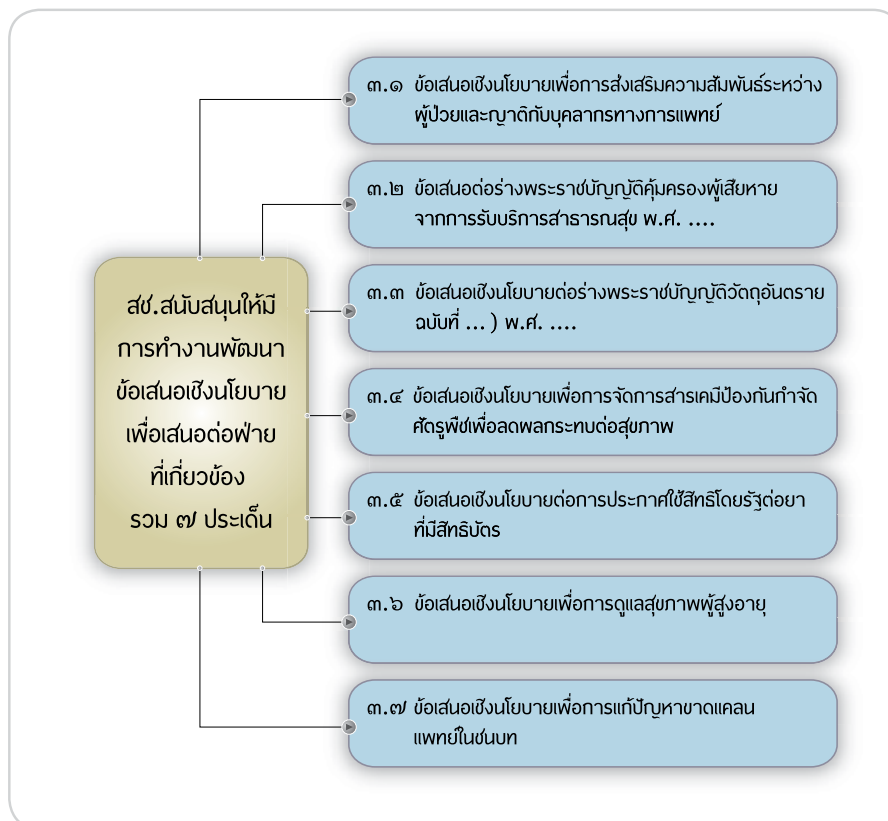 ๓.๑ ข้อเสนอเชิงนโยบายเพื่อการส่งเสริมความสัมพันธ์ระหว่าง
ผู้ป่วยและญาติกับบุคลากรทางการแพทย์
๓.๒ ข้อเสนอต่อร่างพระราชบัญญัติคุ้มครองผู้เสียหาย
จากการรับบริการสาธารณสุข พ.ศ. ....
สช.สนับสนุนให้มี
การทำงานพัฒนา
ข้อเสนอเชิงนโยบาย
เพื่อเสนอต่อฝ่าย
ที่เกี่ยวข้อง
รวม ๗ ประเด็น
๓.๓ ข้อเสนอเชิงนโยบายต่อร่างพระราชบัญญัติวัตถุอันตราย
ฉบับที่ ... ) พ.ศ. ....
๓.๔ ข้อเสนอเชิงนโยบายเพื่อการจัดการสารเคมีป้องกันกำจัด
ศัตรูพืชเพื่อลดผลกระทบต่อสุขภาพ
๓.๕ ข้อเสนอเชิงนโยบายต่อการประกาศใช้สิทธิโดยรัฐต่อยา
ที่มีสิทธิบัตร
๓.๖ ข้อเสนอเชิงนโยบายเพื่อการดูแลสุขภาพผู้สูงอายุ
๓.๗ ข้อเสนอเชิงนโยบายเพื่อการแก้ปัญหาขาดแคลน
แพทย์ในชนบท